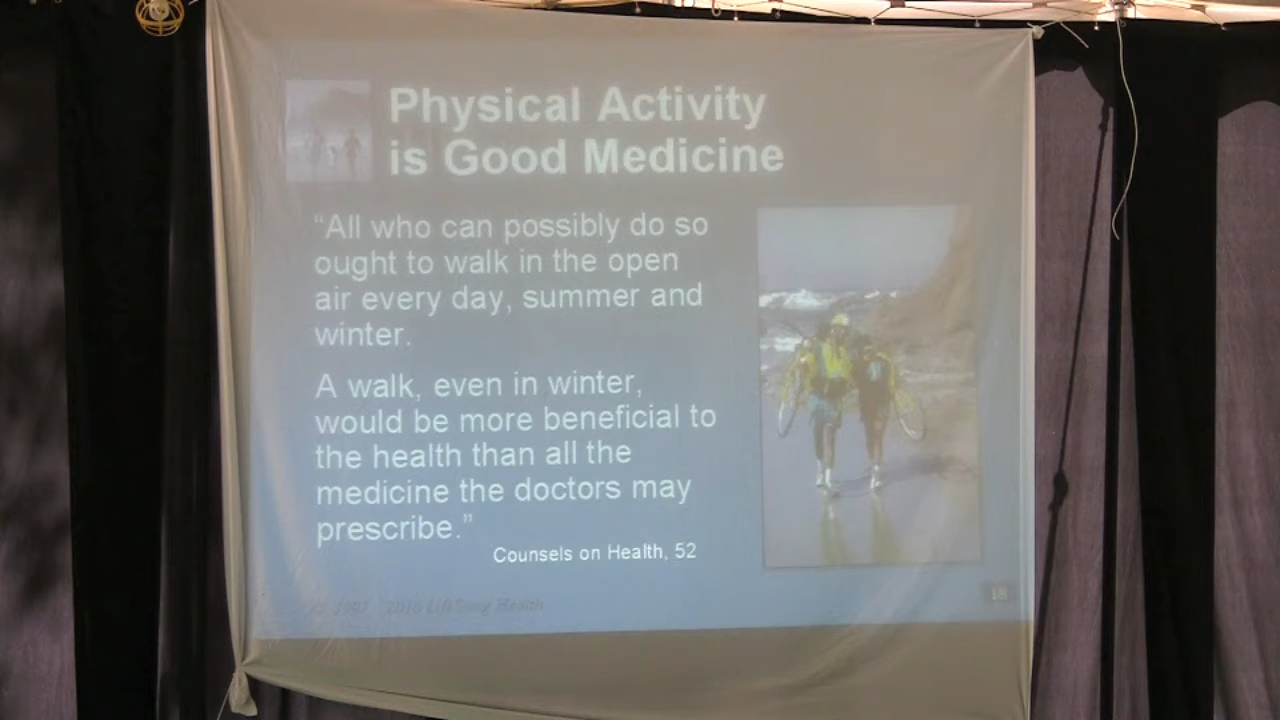 Physical Activity
is Good Medicine
“All who can possibly do so
ought to walk in the open
air every day, summer and
winter.
A walk, even in winter,
would be more beneficial to
the health than all the
medicine the doctors may
prescribe.”
Counsels on Health, 52
Health